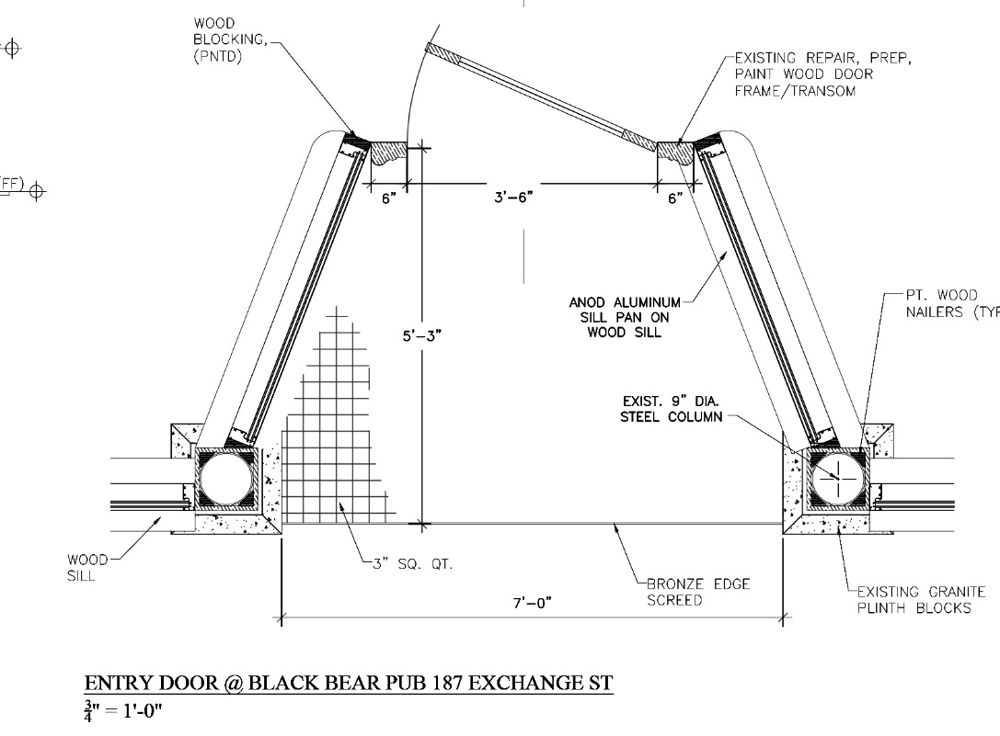 WOOD
BLOCKING,
(PNTD)
EXISTING REPAIR, PREP,
PAINT WOOD DOOR
FRAME/TRANSOM
FF)
6"
3'-6"
6"
ANOD ALUMINUM
SILL PAN ON
WOOD SILL
PT. WOOD
NAILERS (TYP
5'-3"
EXIST. 9" DIA.
STEEL COLUMN
WOOD
SILL
3" SQ. QT.
BRONZE EDGE
SCREED
EXISTING GRANITE
PLINTH BLOCKS
7'-0"
ENTRY DOOR @ BLACK BEAR PUB 187 EXCHANGE ST
3/4" = 1'-0"